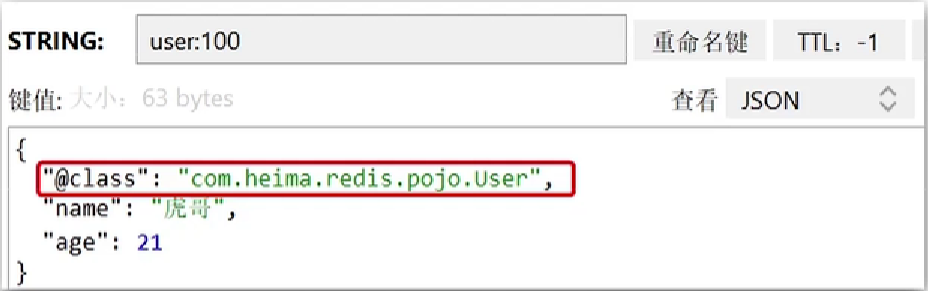 STRING: user:100 重命名键 TTL：-1
键值: 大小：63 bytes 查看 JSON
{
"@class": "com.heima.redis.pojo.User",
"name": "虎哥",
"age": 21
}